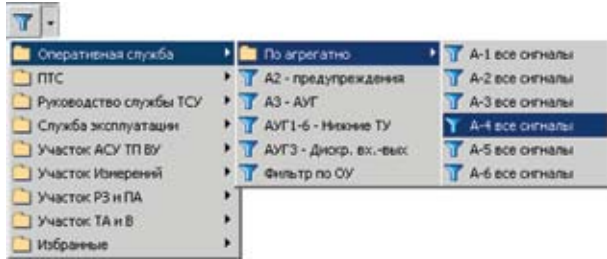 Оперативная служба
ПТС
Руководство службы ТСУ
Служба эксплуатации
Участок АСУ ТП ВУ
Участок Измерений
Участок РЗ и ПА
Участок ТА и В
Избранные
По агрегатно
А2 - предупреждения
А3 - АУГ
АУГ1-6 - Нижние ТУ
АУГ3 - Дискр. вх.-вых
Фильтр по ОУ
А-1 все сигналы
А-2 все сигналы
А-3 все сигналы
А-4 все сигналы
А-5 все сигналы
А-6 все сигналы